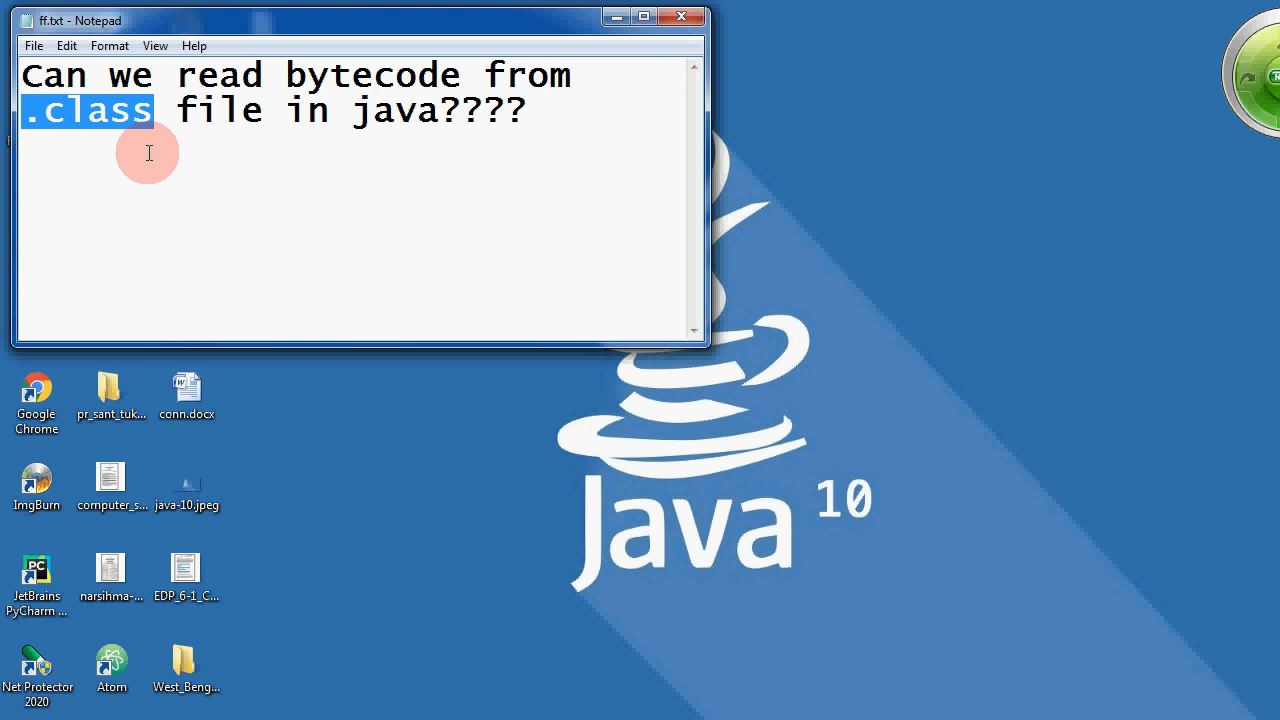 ff.txt - Notepad
File Edit Format View Help
Can we read bytecode from
.class file in java????
Google
Chrome
pr_sant_tuk...
conn.docx
ImgBurn
computer_s...
java-10.jpeg
PC
JetBrains
PyCharm ...
narsihma-...
EDP_6-1_C...
Net Protector
2020
Atom
West_Beng...
Java 10